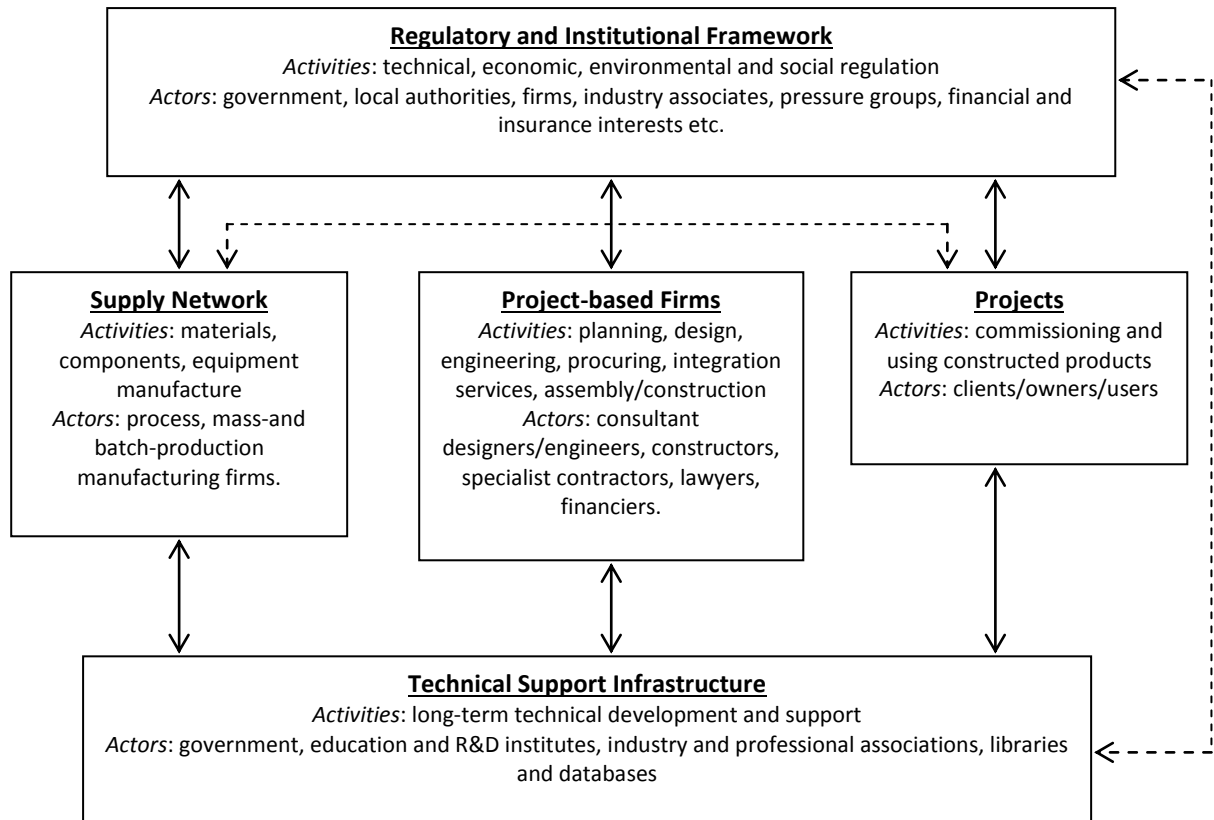 Regulatory and Institutional Framework
Activities: technical, economic, environmental and social regulation
Actors: government, local authorities, firms, industry associates, pressure groups, financial and
insurance interests etc.
Supply Network
Activities: materials,
components, equipment
manufacture
Actors: process, mass-and
batch-production
manufacturing firms.
Project-based Firms
Activities: planning, design,
engineering, procuring, integration
services, assembly/construction
Actors: consultant
designers/engineers, constructors,
specialist contractors, lawyers,
financiers.
Projects
Activities: commissioning and
using constructed products
Actors: clients/owners/users
Technical Support Infrastructure
Activities: long-term technical development and support
Actors: government, education and R&D institutes, industry and professional associations, libraries
and databases